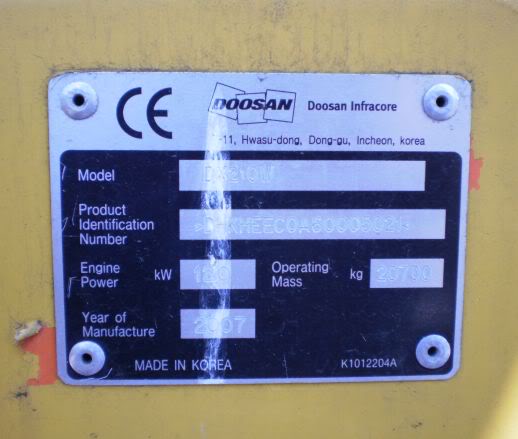 CE DOOSAN Doosan Infracore
-11, Hwasu-dong, Dong-gu, Incheon, korea
Model DX210W
Product
Identification
Number
Engine
Power kW Operating
Mass kg 20700
Year of
Manufacture 2007
MADE IN KOREA K1012204A